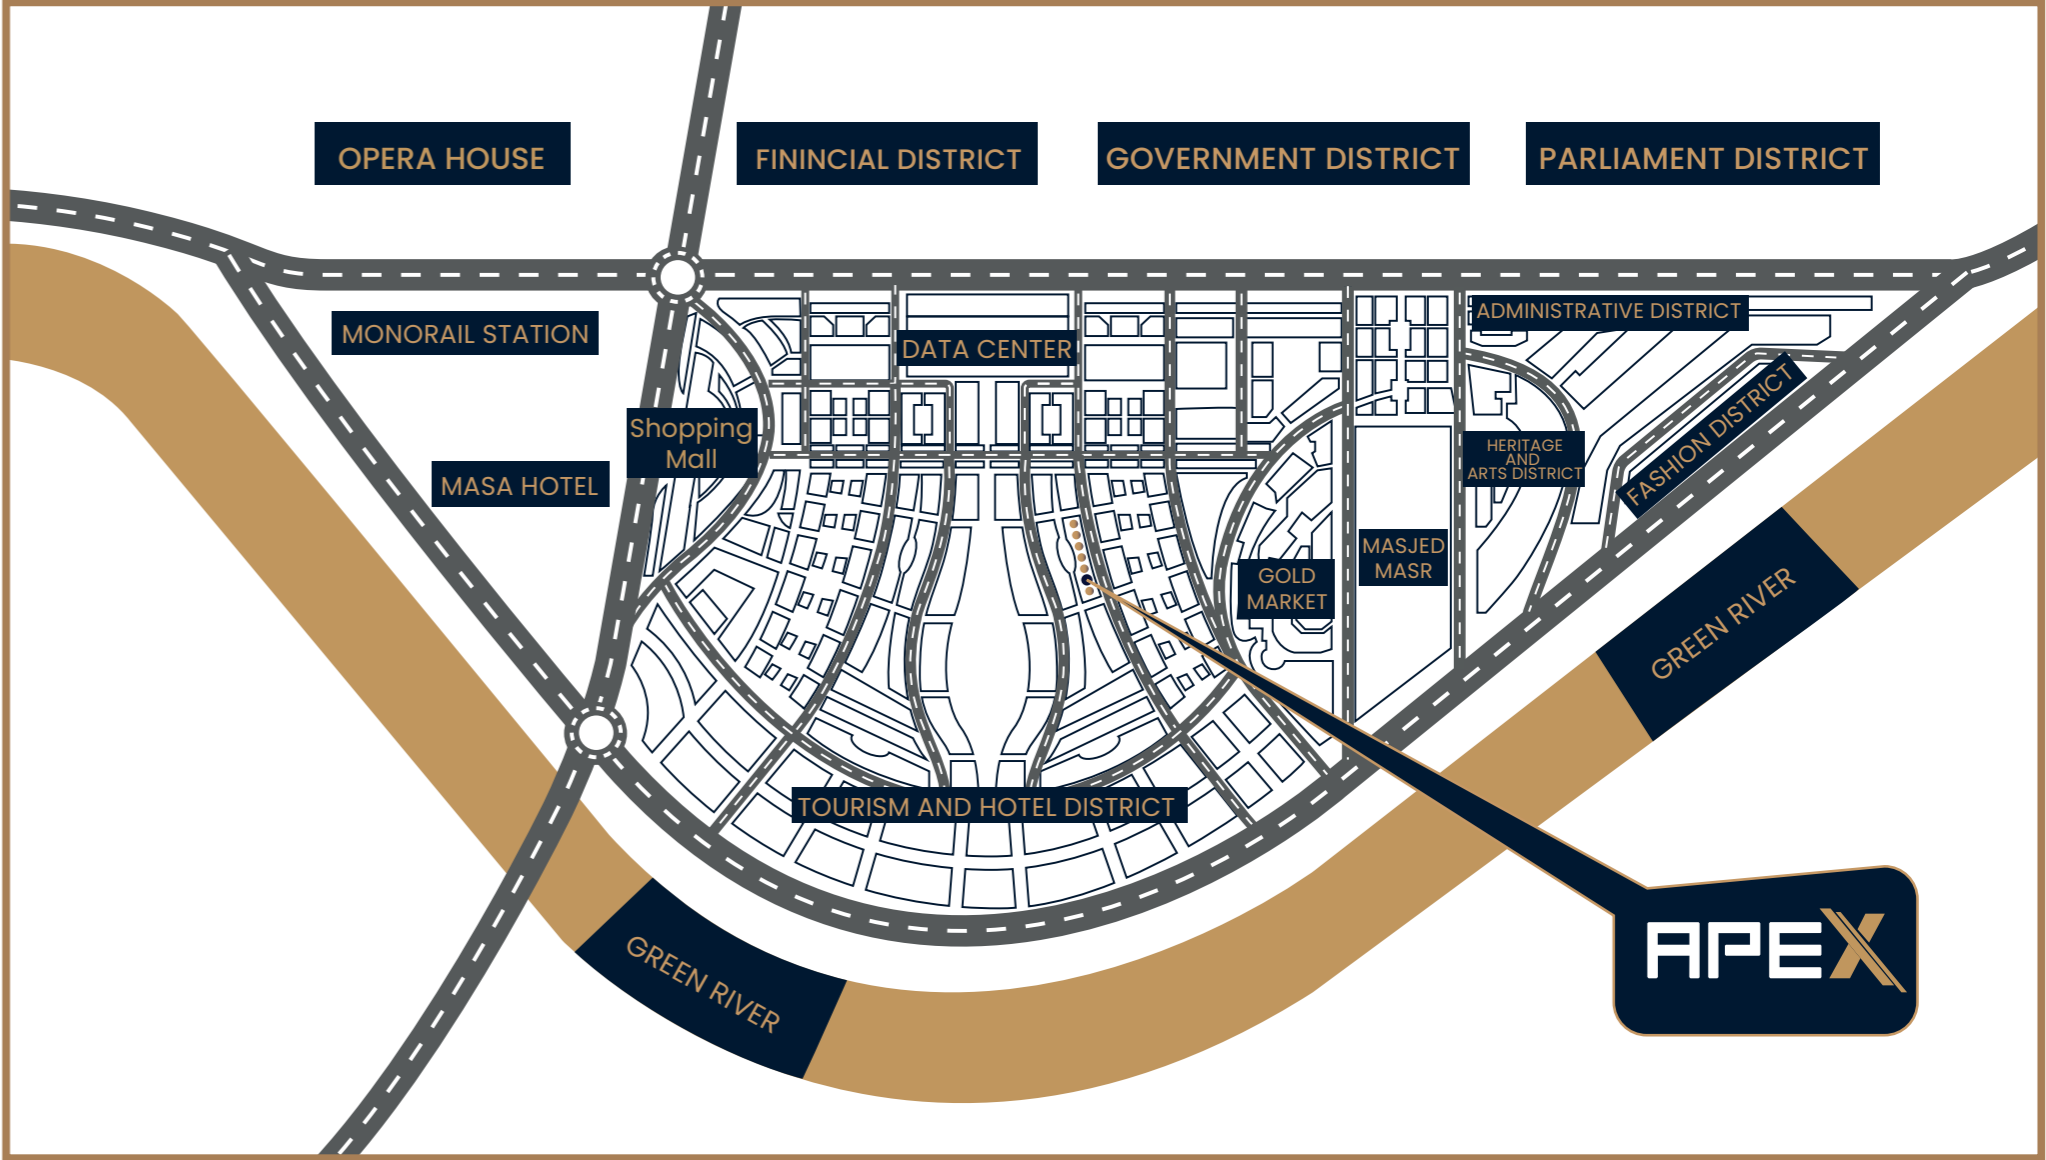 OPERA HOUSE
FININCIAL DISTRICT
GOVERNMENT DISTRICT
PARLIAMENT DISTRICT
MONORAIL STATION
ADMINISTRATIVE DISTRICT
DATA CENTER
Shopping
Mall
MASA HOTEL
HERITAGE
AND
ARTS DISTRICT
FASHION DISTRICT
MASJED
MASR
GOLD
MARKET
GREEN RIVER
TOURISM AND HOTEL DISTRICT
APEX
GREEN RIVER